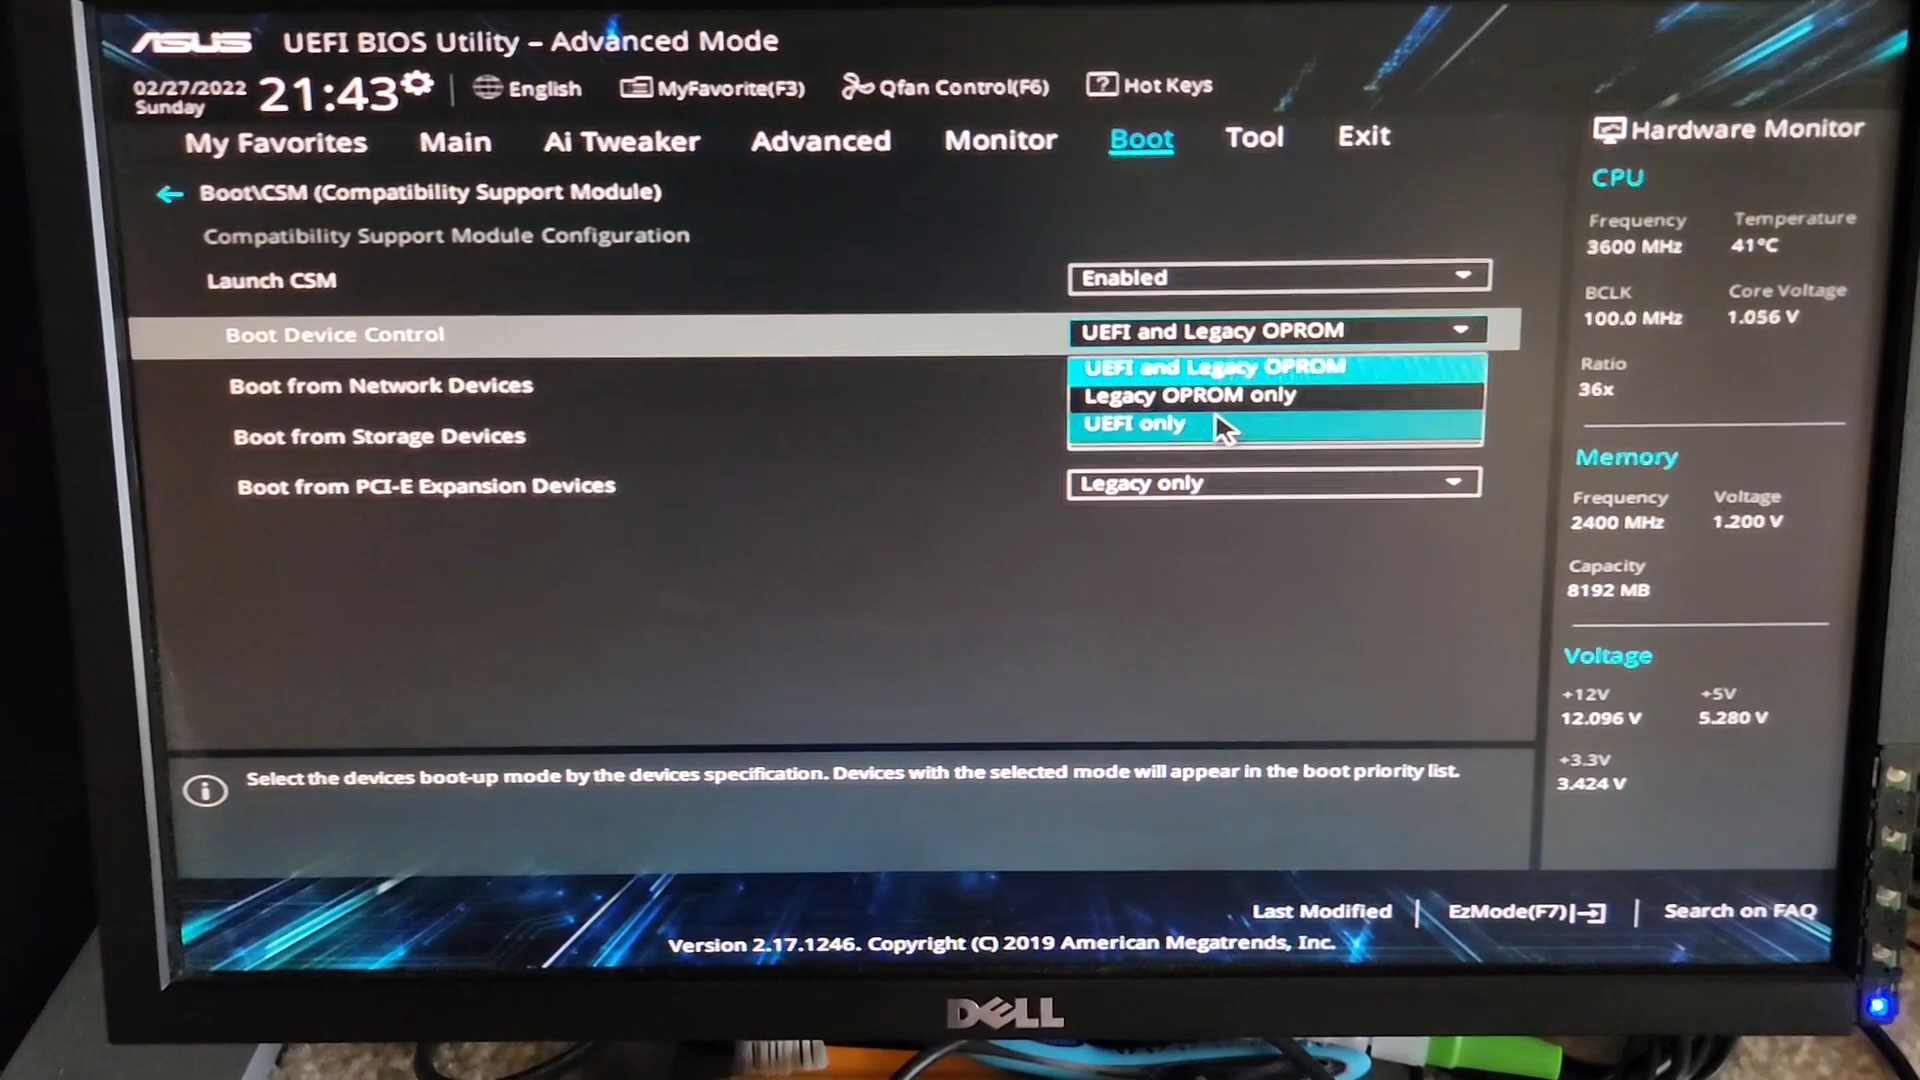 ASUS UEFI BIOS Utility – Advanced Mode
02/27/2022
Sunday
21:43
English
MyFavorite(F3)
Qfan Control(F6)
? Hot Keys
My Favorites Main Ai Tweaker Advanced Monitor Boot Tool Exit
Boot\CSM (Compatibility Support Module)
Compatibility Support Module Configuration
Launch CSM Enabled
Boot Device Control UEFI and Legacy OPROM
UEFI and Legacy OPROM
Legacy OPROM only
UEFI only
Boot from Network Devices
Boot from Storage Devices
Boot from PCI-E Expansion Devices Legacy only
Select the devices boot-up mode by the devices specification. Devices with the selected mode will appear in the boot priority list.
Hardware Monitor
CPU
Frequency Temperature
3600 MHz 41°C
BCLK Core Voltage
100.0 MHz 1.056 V
Ratio
36x
Memory
Frequency Voltage
2400 MHz 1.200 V
Capacity
8192 MB
Voltage
+12V +5V
12.096 V 5.280 V
+3.3V
3.424 V
Last Modified EzMode(F7) Search on FAQ
Version 2.17.1246. Copyright (C) 2019 American Megatrends, Inc.
DELL